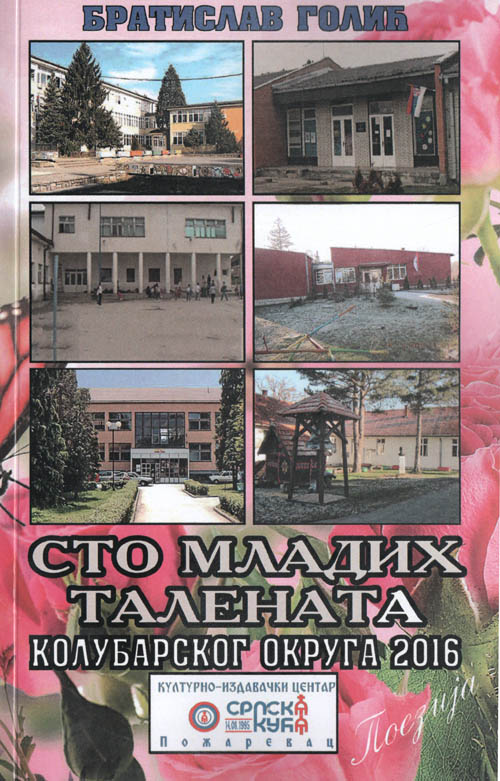 БРАТИСЛАВ ГОЛИЋ
СТО МЛАДИХ
ТАЛЕНАТА
КОЛУБАРСКОГ ОКРУГА 2016
КУЛТУРНО-ИЗДАВАЧКИ ЦЕНТАР
СРПСКА
КУЋА
14.08.1995
Пожаревац
Поезија